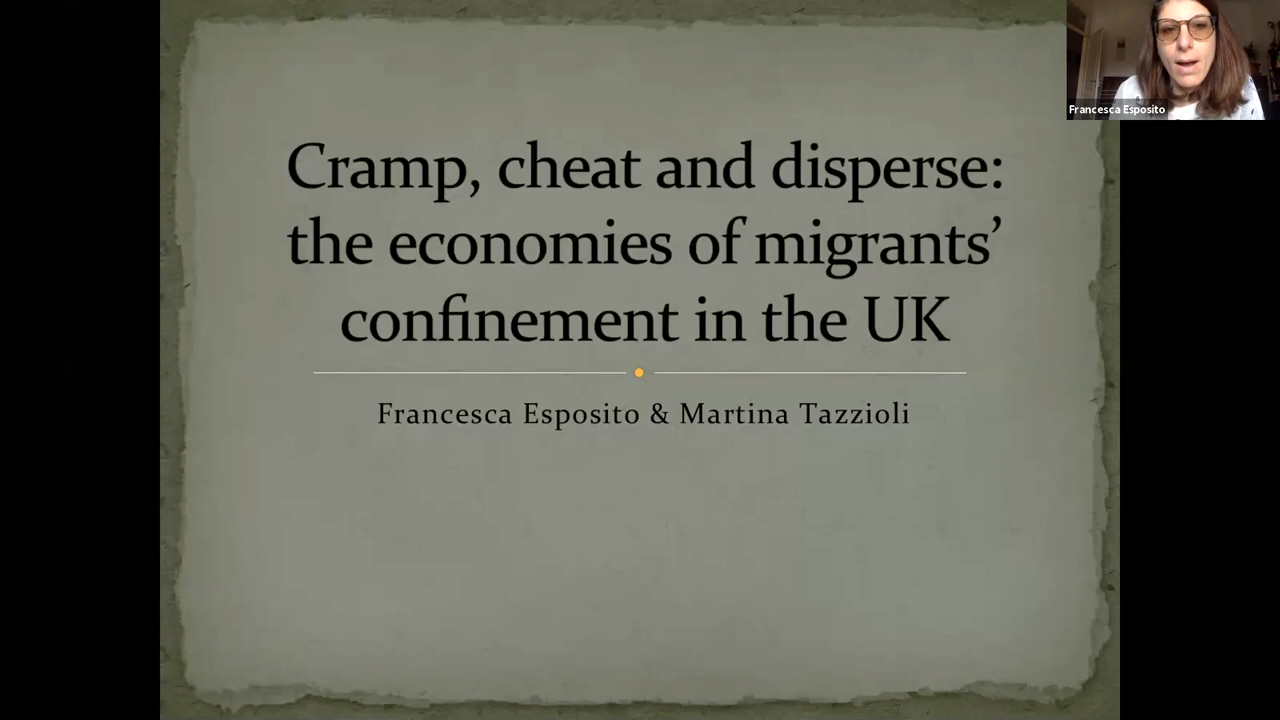 Cramp, cheat and disperse:
the economies of migrants’
confinement in the UK
Francesca Esposito & Martina Tazzioli
Francesca Esposito